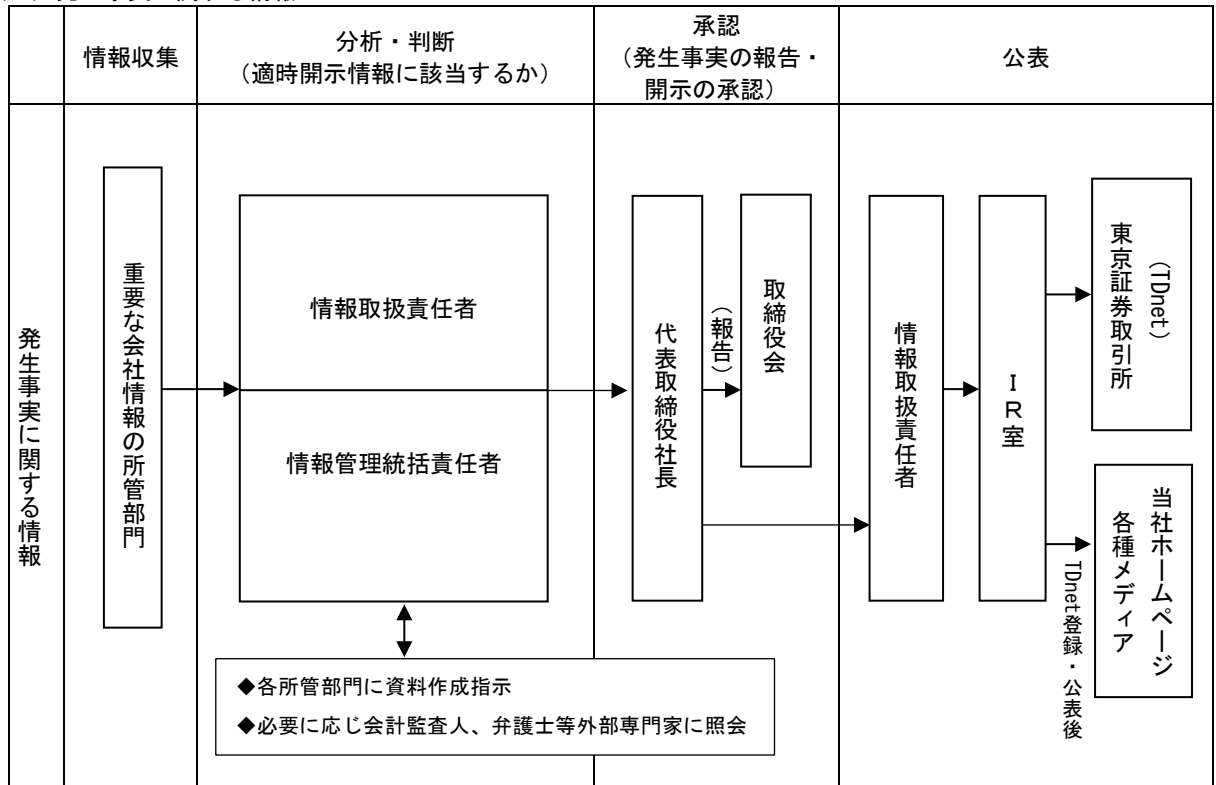 情報収集
分析・判断
（適時開示情報に該当するか）
承認
（発生事実の報告・
開示の承認）
公表
発生事実に関する情報
重要な会社情報の所管部門
情報取扱責任者
情報管理統括責任者
◆各所管部門に資料作成指示
◆必要に応じ会計監査人、弁護士等外部専門家に照会
代表取締役社長
（報告）
取締役会
情報取扱責任者
ＩＲ室
（TDnet）
東京証券取引所
TDnet登録・公表後
当社ホームページ
各種メディア